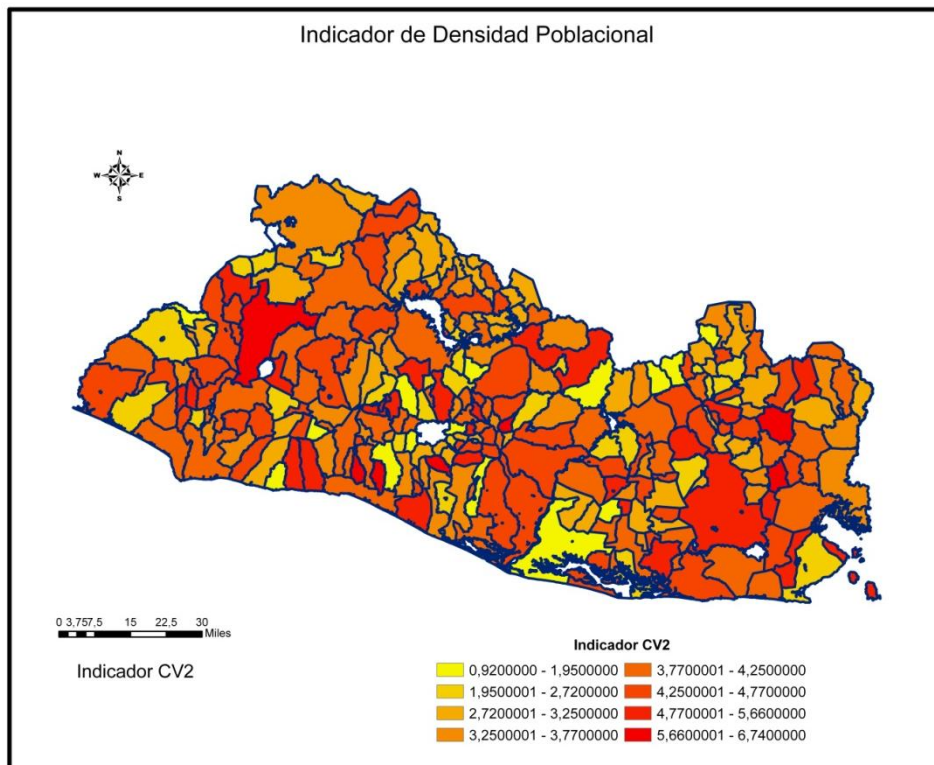 Indicador de Densidad Poblacional
N
W E
S
0 3,757,5 15 22,5 30
Miles
Indicador CV2
Indicador CV2
0,9200000 - 1,9500000
1,9500001 - 2,7200000
2,7200001 - 3,2500000
3,2500001 - 3,7700000
3,7700001 - 4,2500000
4,2500001 - 4,7700000
4,7700001 - 5,6600000
5,6600001 - 6,7400000